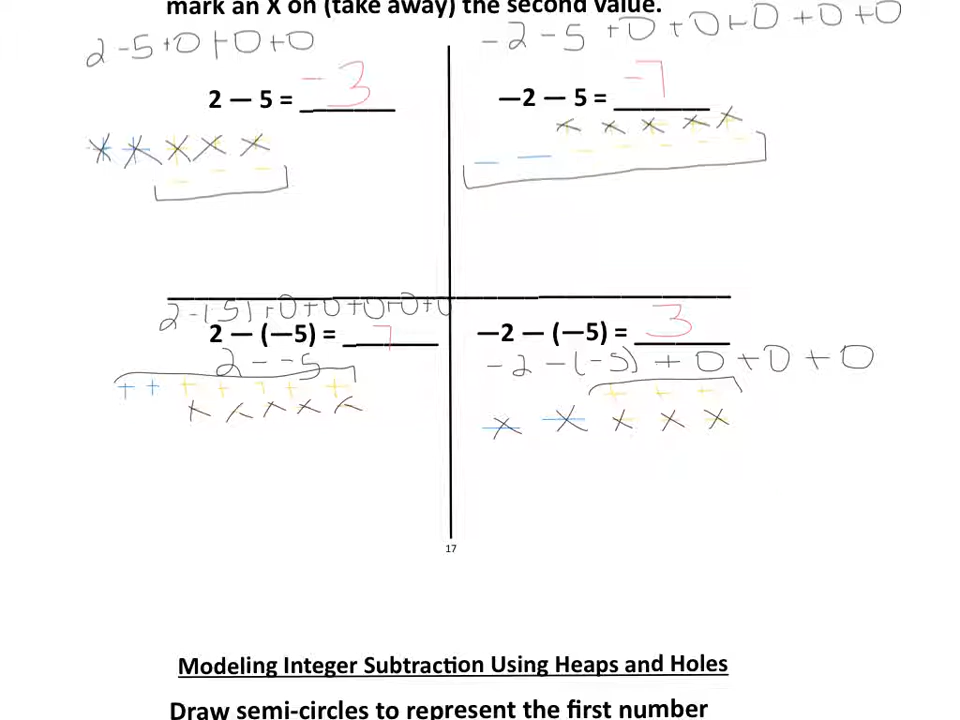 mark an X on (take away) the second value.
2 - 5 + 0 + 0 + 0
2 — 5 = -3
-2 - 5 + 0 + 0 + 0 + 0 + 0
—2 — 5 = -7
2 - (-5) + 0 + 0 + 0 + 0 + 0
2 — (—5) = 7
2 - -5
—2 — (—5) = 3
-2 - (-5) + 0 + 0 + 0
17
Modeling Integer Subtraction Using Heaps and Holes
Draw semi-circles to represent the first number